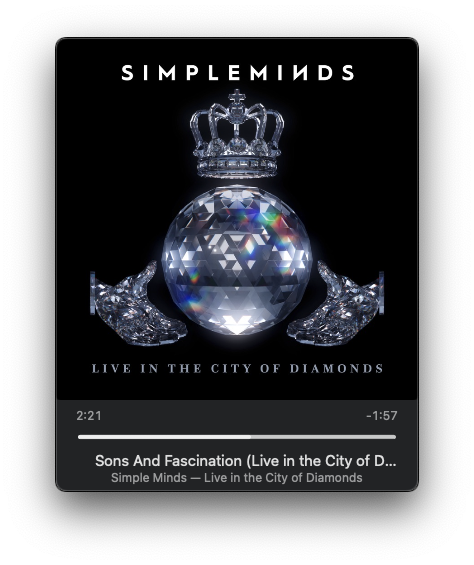 SIMPLEMINDS
LIVE IN THE CITY OF DIAMONDS
2:21 -1:57
Sons And Fascination (Live in the City of D...
Simple Minds — Live in the City of Diamonds